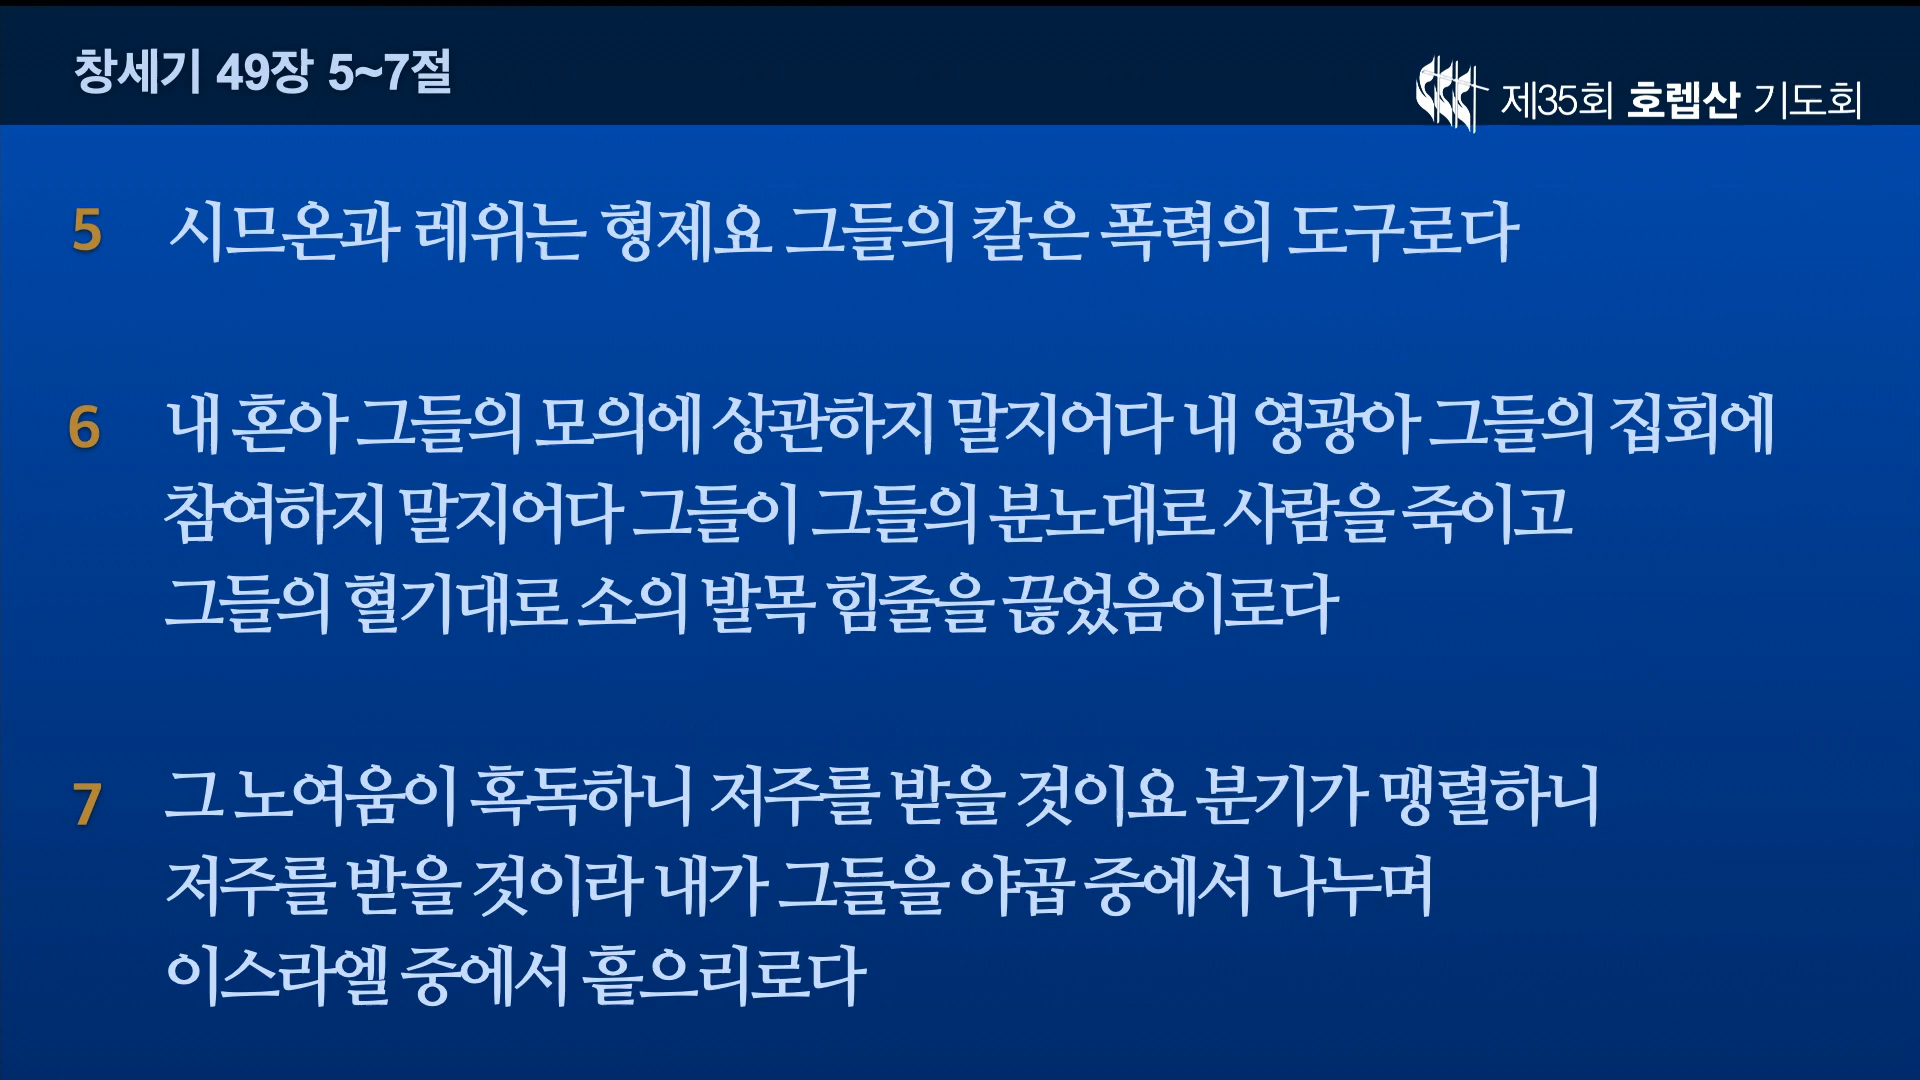 창세기 49장 5~7절
제35회 호렙산 기도회
5 시므온과 레위는 형제요 그들의 칼은 폭력의 도구로다
6 내 혼아 그들의 모의에 상관하지 말지어다 내 영광아 그들의 집회에
참여하지 말지어다 그들이 그들의 분노대로 사람을 죽이고
그들의 혈기대로 소의 발목 힘줄을 끊었음이로다
7 그 노여움이 혹독하니 저주를 받을 것이요 분기가 맹렬하니
저주를 받을 것이라 내가 그들을 야곱 중에서 나누며
이스라엘 중에서 흩으리로다